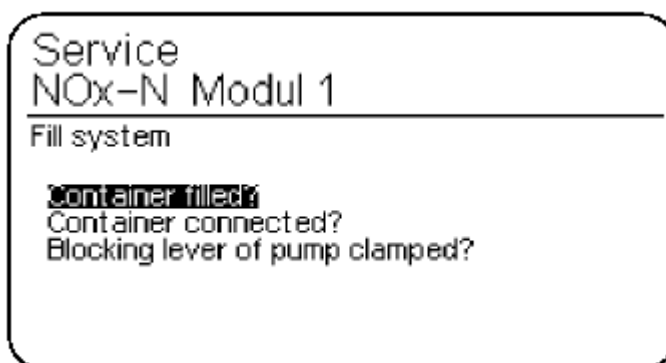 Service
NOx-N Modul 1
Fill system
Container filled?
Container connected?
Blocking lever of pump clamped?